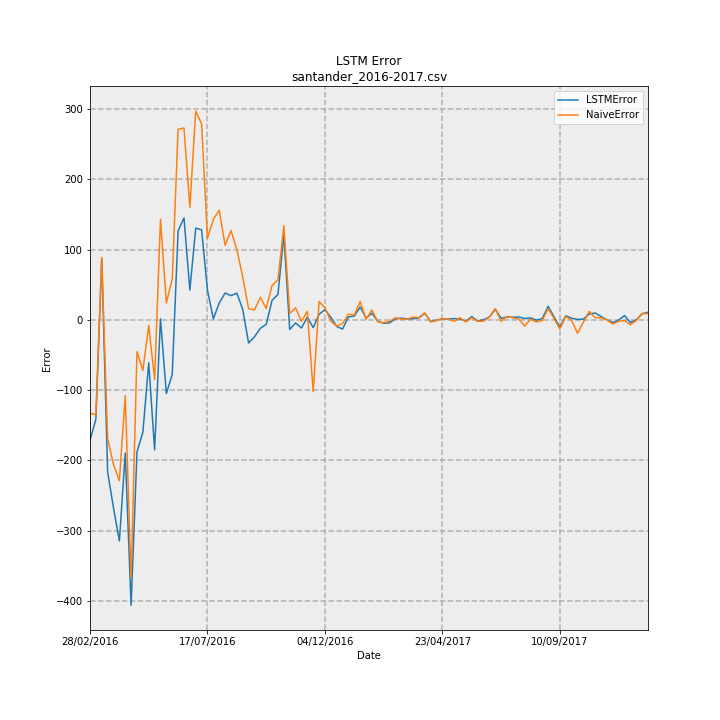 LSTM Error
santander_2016-2017.csv
LSTMError
NaiveError
300
200
100
0
−100
−200
−300
−400
Error
28/02/2016
17/07/2016
04/12/2016
23/04/2017
10/09/2017
Date